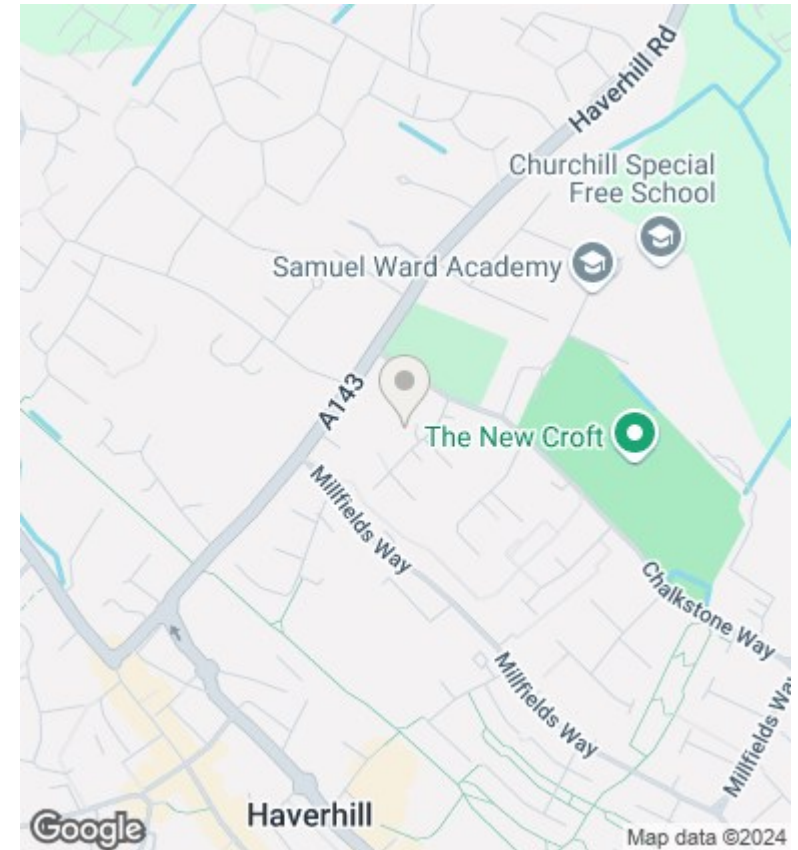 Haverhill Rd
Churchill Special
Free School
Samuel Ward Academy
A143
The New Croft
Millfields Way
Chalkstone Way
Millfields Way
Millfields Way
Haverhill
Google
Map data ©2024